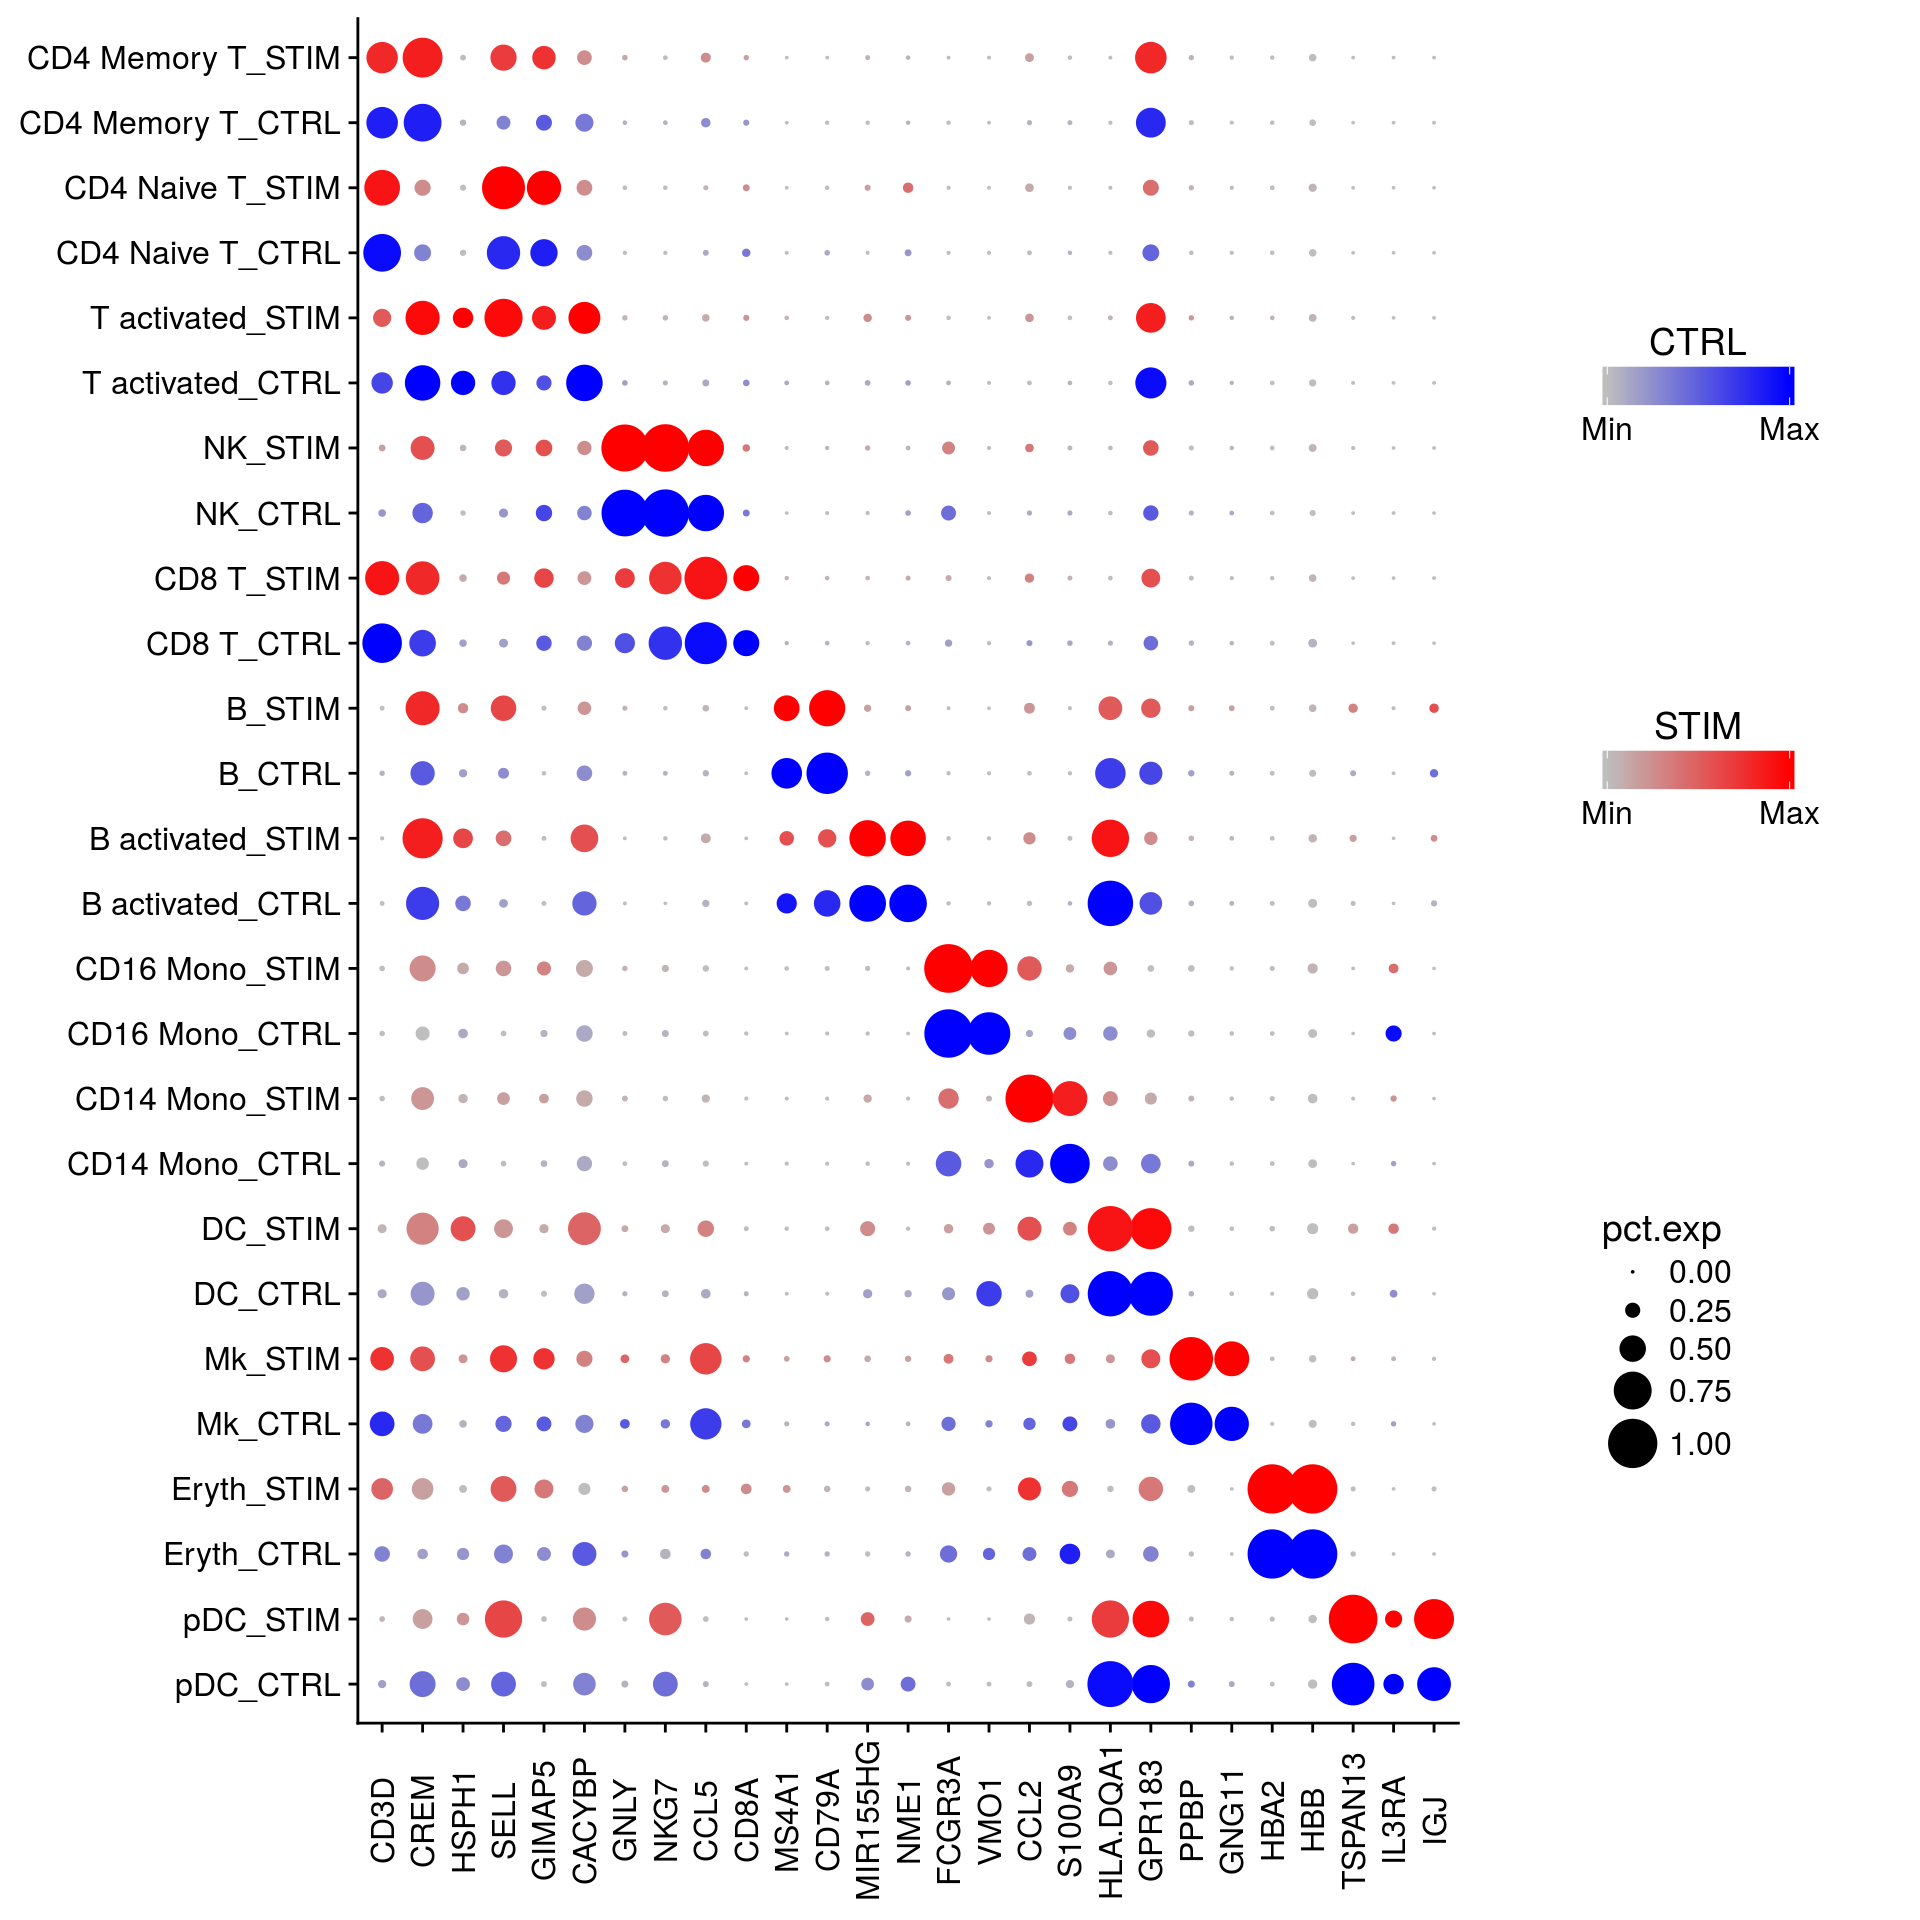 CD4 Memory T_STIM
CD4 Memory T_CTRL
CD4 Naive T_STIM
CD4 Naive T_CTRL
T activated_STIM
T activated_CTRL
NK_STIM
NK_CTRL
CD8 T_STIM
CD8 T_CTRL
B_STIM
B_CTRL
B activated_STIM
B activated_CTRL
CD16 Mono_STIM
CD16 Mono_CTRL
CD14 Mono_STIM
CD14 Mono_CTRL
DC_STIM
DC_CTRL
Mk_STIM
Mk_CTRL
Eryth_STIM
Eryth_CTRL
pDC_STIM
pDC_CTRL
CD3D
CREM
HSPH1
SELL
GIMAP5
CACYBP
GNLY
NKG7
CCL5
CD8A
MS4A1
CD79A
MIR155HG
NME1
FCGR3A
VMO1
CCL2
S100A9
HLA.DQA1
GPR183
PPBP
GNG11
HBA2
HBB
TSPAN13
IL3RA
IGJ
CTRL
Min Max
STIM
Min Max
pct.exp
0.00
0.25
0.50
0.75
1.00